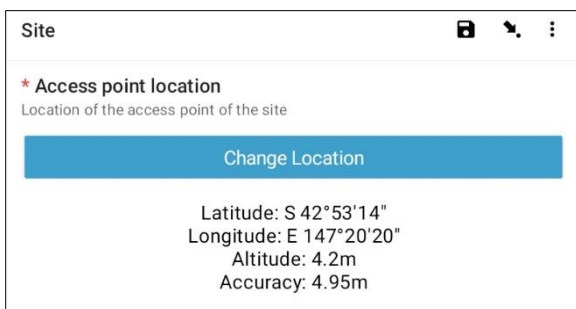 Site
* Access point location
Location of the access point of the site
Change Location
Latitude: S 42°53'14"
Longitude: E 147°20'20"
Altitude: 4.2m
Accuracy: 4.95m